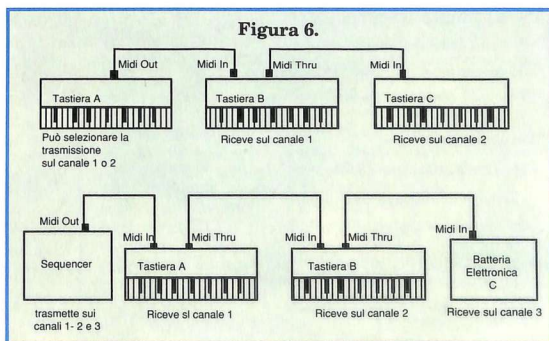 Figura 6.
Midi Out
Midi In
Midi Thru
Midi In
Tastiera A
Tastiera B
Tastiera C
Può selezionare la
trasmissione
sul canale 1 o 2
Riceve sul canale 1
Riceve sul canale 2
Midi Out
Midi In
Midi Thru
Midi In
Midi Thru
Midi In
Sequencer
Tastiera A
Tastiera B
Batteria
Elettronica
C
trasmette sui
canali 1- 2 e 3
Riceve sl canale 1
Riceve sul canale 2
Riceve sul canale 3